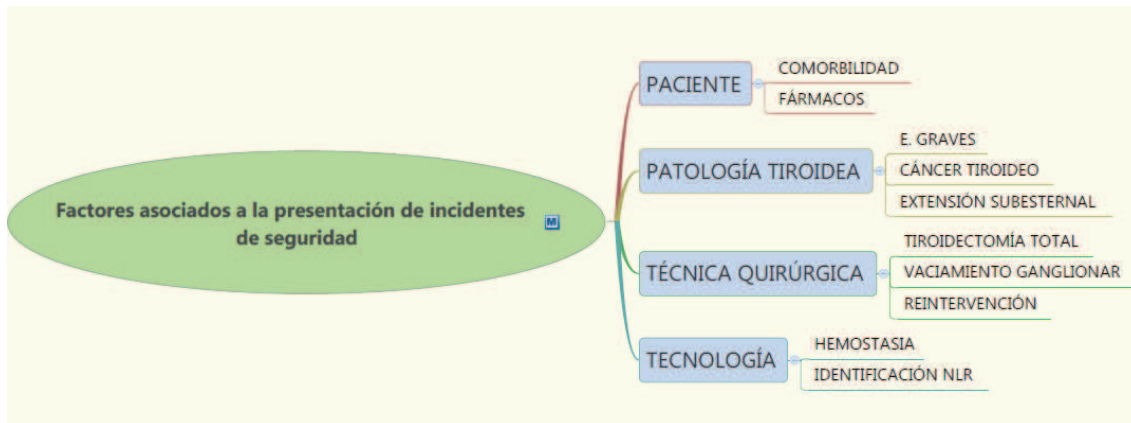 Factores asociados a la presentación de incidentes
de seguridad
M
PACIENTE
COMORBILIDAD
FÁRMACOS
PATOLOGÍA TIROIDEA
E. GRAVES
CÁNCER TIROIDEO
EXTENSIÓN SUBESTERNAL
TÉCNICA QUIRÚRGICA
TIROIDECTOMÍA TOTAL
VACIAMIENTO GANGLIONAR
REINTERVENCIÓN
TECNOLOGÍA
HEMOSTASIA
IDENTIFICACIÓN NLR